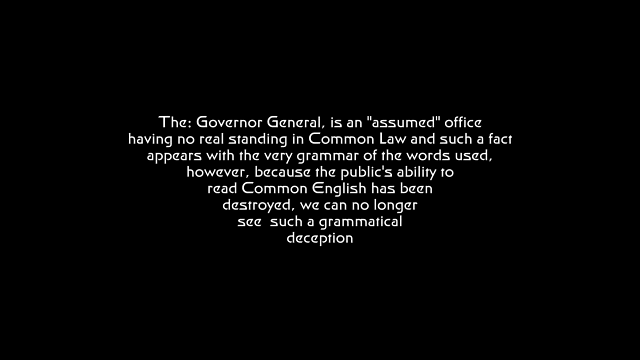 The: Governor General, is an "assumed" office
having no real standing in Common Law and such a fact
appears with the very grammar of the words used,
however, because the public's ability to
read Common English has been
destroyed, we can no longer
see  such a grammatical
deception